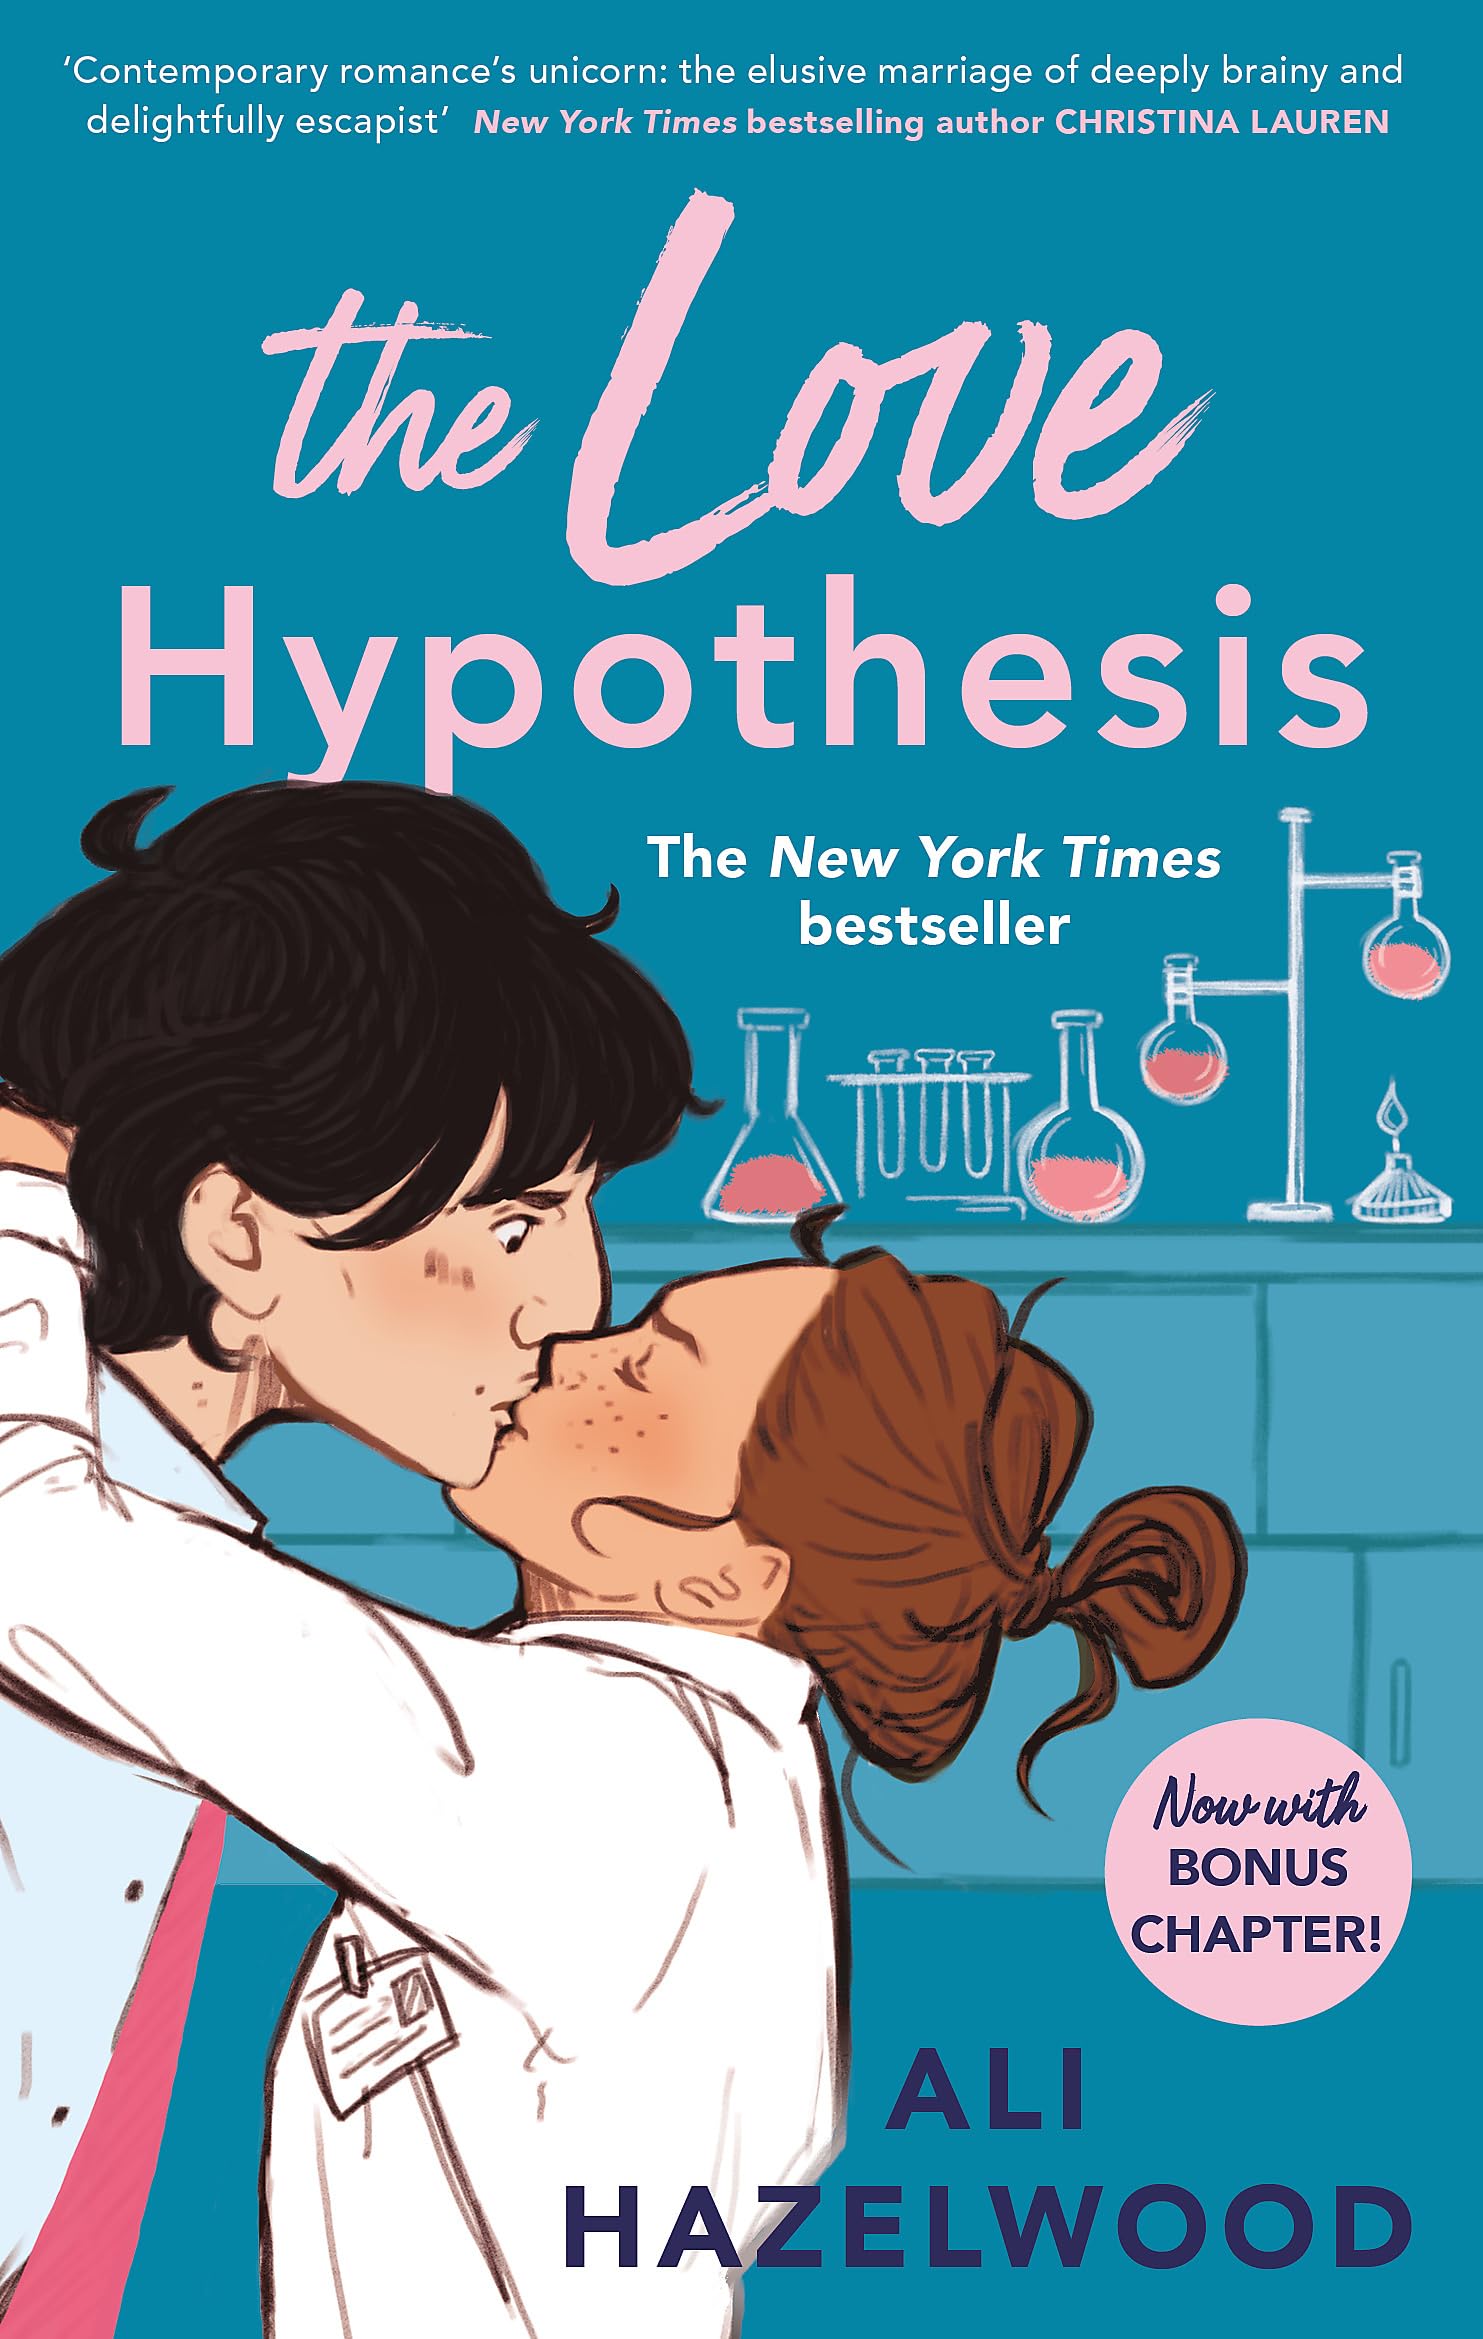 ‘Contemporary romance’s unicorn: the elusive marriage of deeply brainy and
delightfully escapist’ New York Times bestselling author CHRISTINA LAUREN
the Love
Hypothesis
The New York Times
bestseller
Now with
BONUS
CHAPTER!
ALI
HAZELWOOD